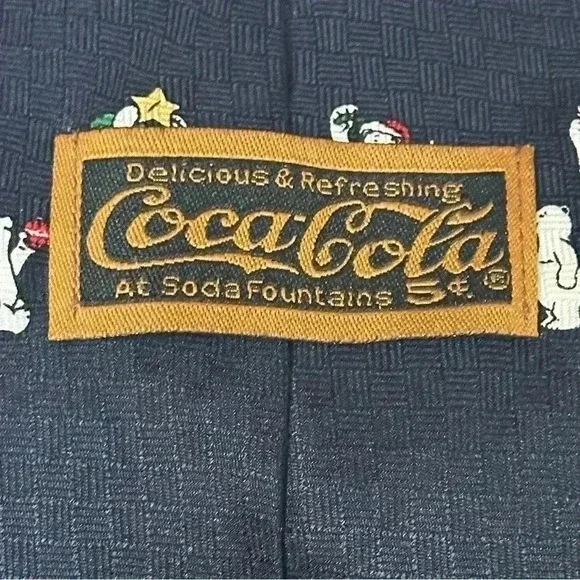 Delicious & Refreshing
Coca-Cola ®
At Soda Fountains 5¢